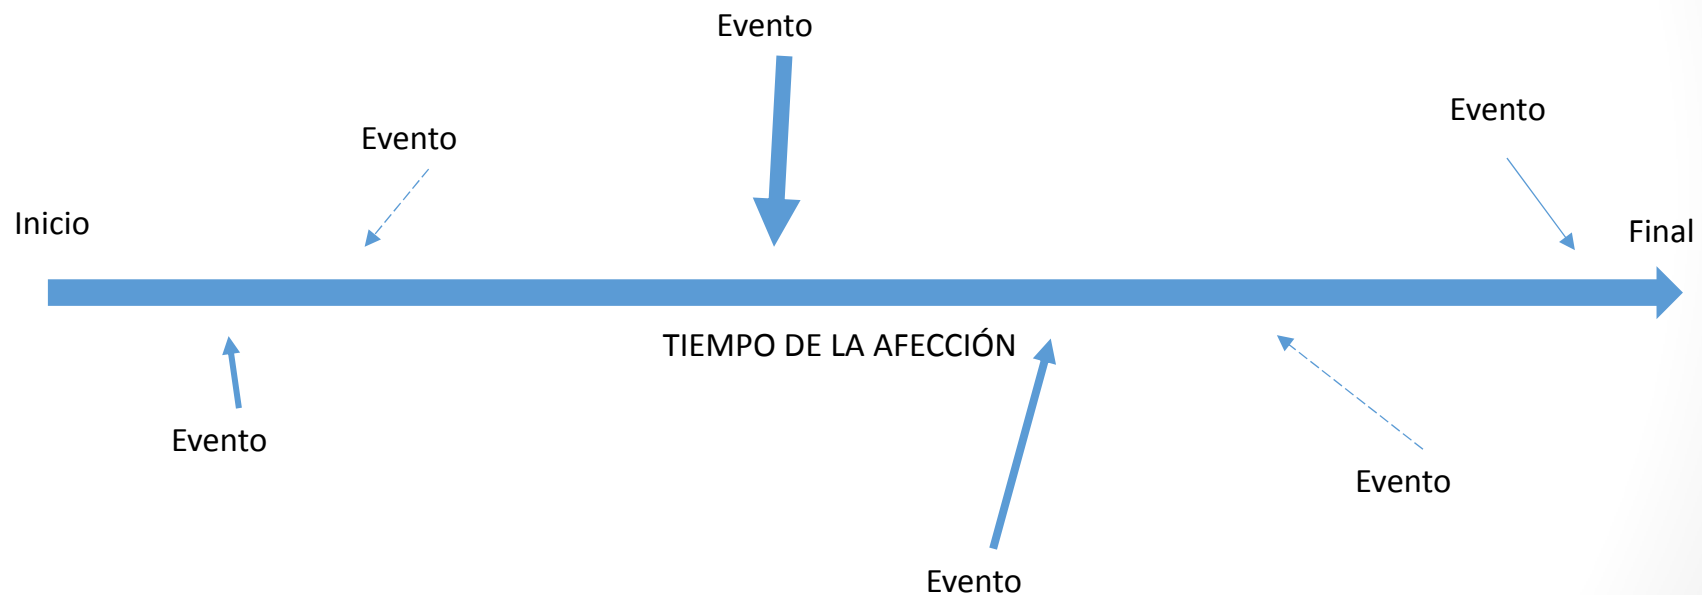 Evento
Evento
Evento
Inicio
Final
TIEMPO DE LA AFECCIÓN
Evento
Evento
Evento